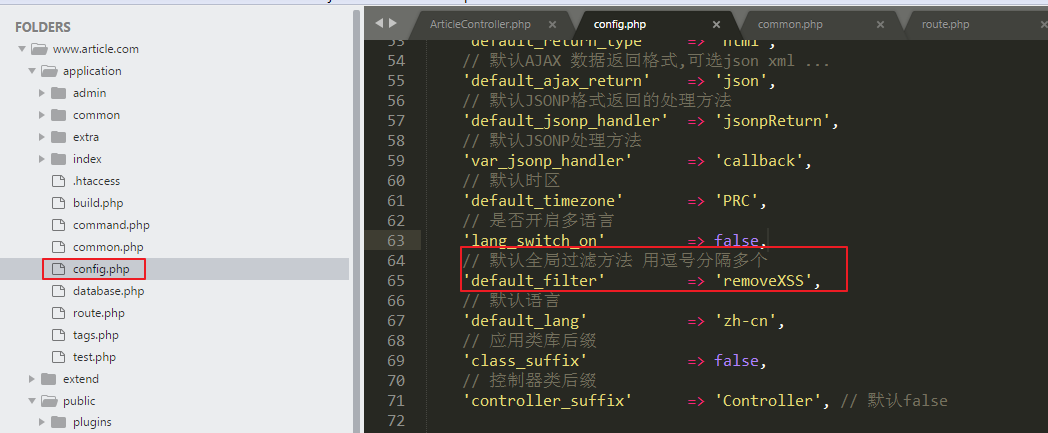 FOLDERS
www.article.com
application
admin
common
extra
index
.htaccess
build.php
command.php
common.php
config.php
database.php
route.php
tags.php
test.php
extend
public
plugins
ArticleController.php
config.php
common.php
route.php
53 'default_return_type' => 'html',
54 // 默认AJAX 数据返回格式,可选json xml ...
55 'default_ajax_return' => 'json',
56 // 默认JSONP格式返回的处理方法
57 'default_jsonp_handler' => 'jsonpReturn',
58 // 默认JSONP处理方法
59 'var_jsonp_handler' => 'callback',
60 // 默认时区
61 'default_timezone' => 'PRC',
62 // 是否开启多语言
63 'lang_switch_on' => false,
64 // 默认全局过滤方法 用逗号分隔多个
65 'default_filter' => 'removeXSS',
66 // 默认语言
67 'default_lang' => 'zh-cn',
68 // 应用类库后缀
69 'class_suffix' => false,
70 // 控制器类后缀
71 'controller_suffix' => 'Controller', // 默认false
72